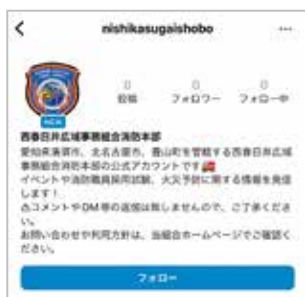 nishikasugaishobo
NEW
0 0 0
投稿 フォロワー フォロー中
西春日井広域事務組合消防本部
愛知県清須市、北名古屋市、豊山町を管轄する西春日井広域
事務組合消防本部の公式アカウントです🚒
イベントや消防職員採用試験、火災予防に関する情報を発信
します!
⚠コメントやDM等の返信は致しませんので、ご了承くださ
い。
お問い合わせや利用方針は、当組合ホームページでご確認く
ださい。
フォロー